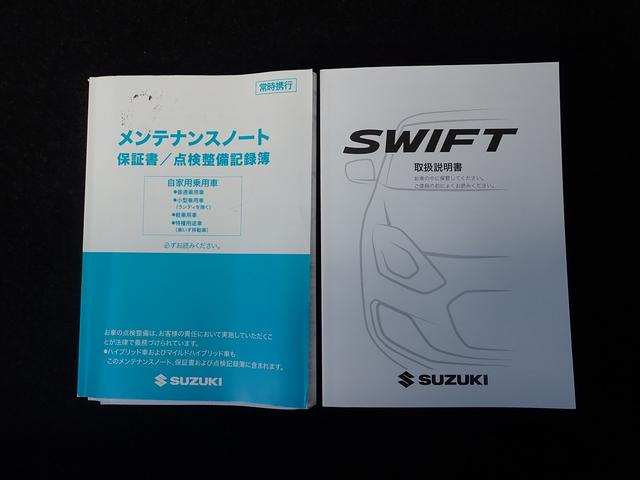 常時携行
メンテナンスノート
保証書／点検整備記録簿
自家用乗用車
●普通乗用車
●小型乗用車
(ランディを除く)
●軽乗用車
●特種用途車
(車いす移動車)
必ずお読みください。
お車の点検整備は、お客様の責任において実施していただくこ
とが法律で義務づけられています。
●ハイブリッド車およびマイルドハイブリッド車も
このメンテナンスノート、保証書および点検記録簿に含まれます。
SUZUKI
SWIFT
取扱説明書
お車の中に保管してください。
ご使用の前によくお読みください。
SUZUKI